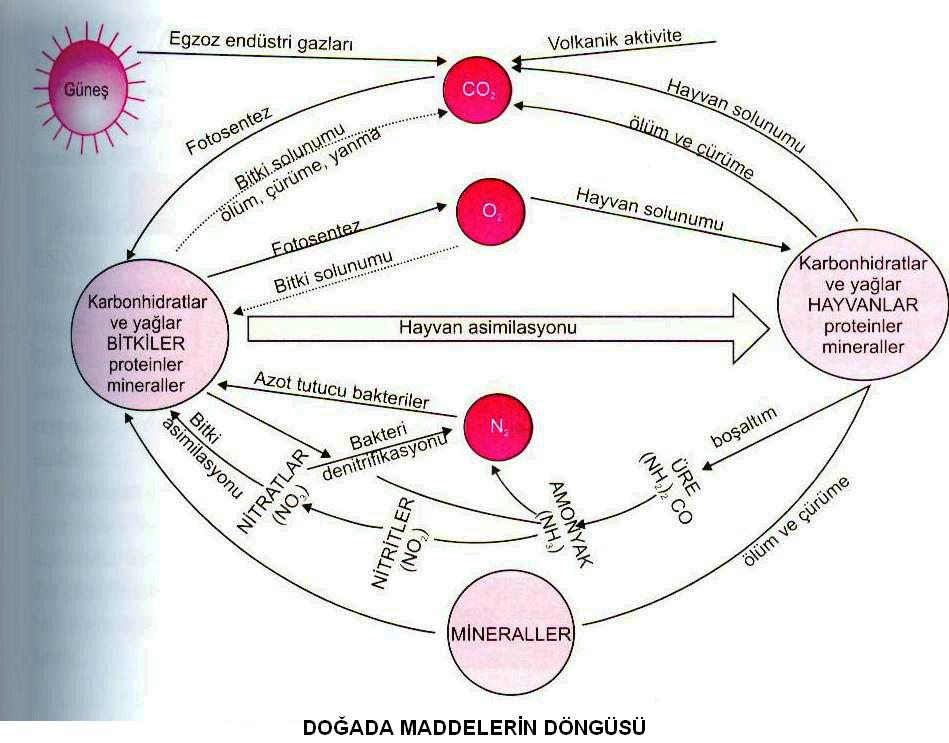 Egzoz endüstri gazları
Volkanik aktivite
Güneş
CO2
Hayvan solunumu
Fotosentez
ölüm ve çürüme
Bitki solunumu
ölüm, çürüme, yanma
O2
Hayvan solunumu
Fotosentez
Bitki solunumu
Karbonhidratlar
ve yağlar
BİTKİLER
proteinler
mineraller
Karbonhidratlar
ve yağlar
HAYVANLAR
proteinler
mineraller
Hayvan asimilasyonu
Azot tutucu bakteriler
N2
Bitki
asimilasyonu
Bakteri
denitrifikasyonu
boşaltım
NİTRATLAR
(NO3)
NİTRİTLER
(NO2)
AMONYAK
(NH3)
ÜRE
(NH2)2 CO
ölüm ve çürüme
MİNERALLER
DOĞADA MADDELERİN DÖNGÜSÜ